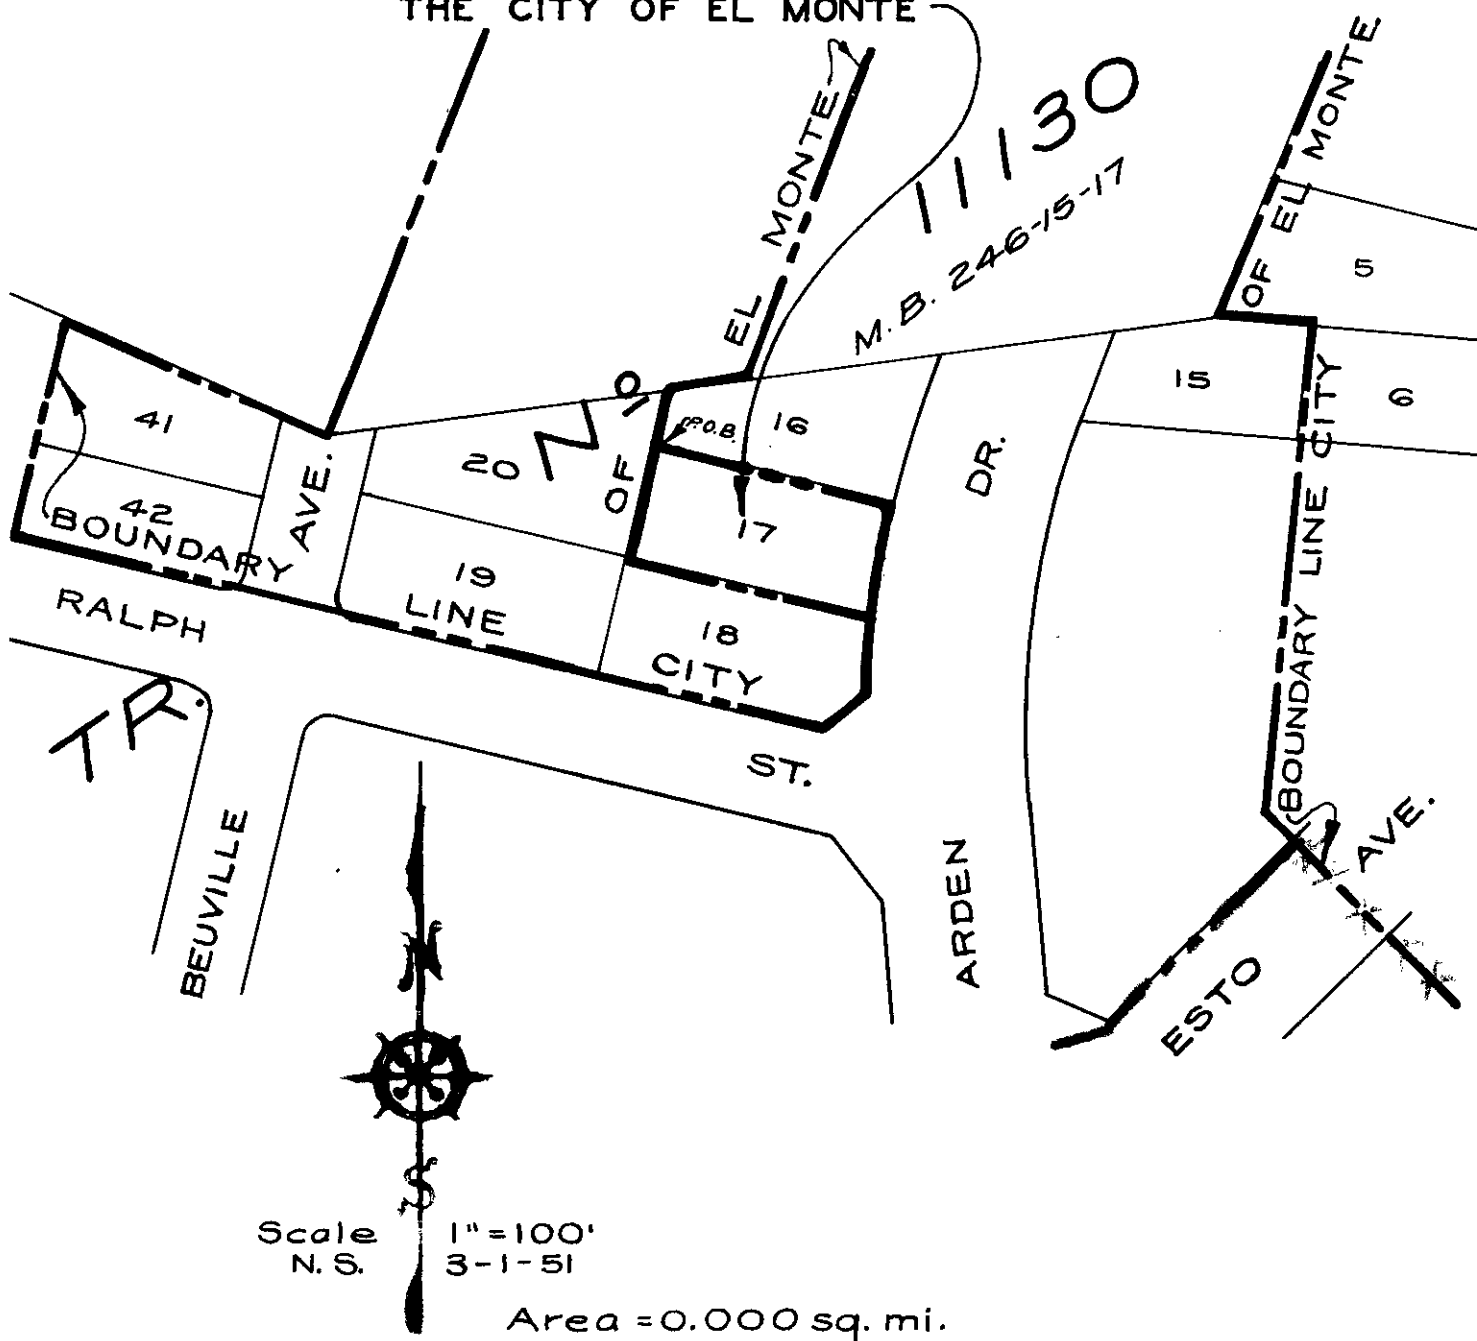 THE CITY OF EL MONTE
BOUNDARY LINE CITY OF EL MONTE
TR. No 11130
M.B. 246-15-17
BOUNDARY LINE CITY OF EL MONTE
5
6
15
16
T.P.O.B.
17
18
19
20
41
42
RALPH ST.
BEUVILLE AVE.
ARDEN DR.
ESTO AVE.
N
S
Scale 1"=100'
N. S. 3-1-51
Area = 0.000 sq. mi.